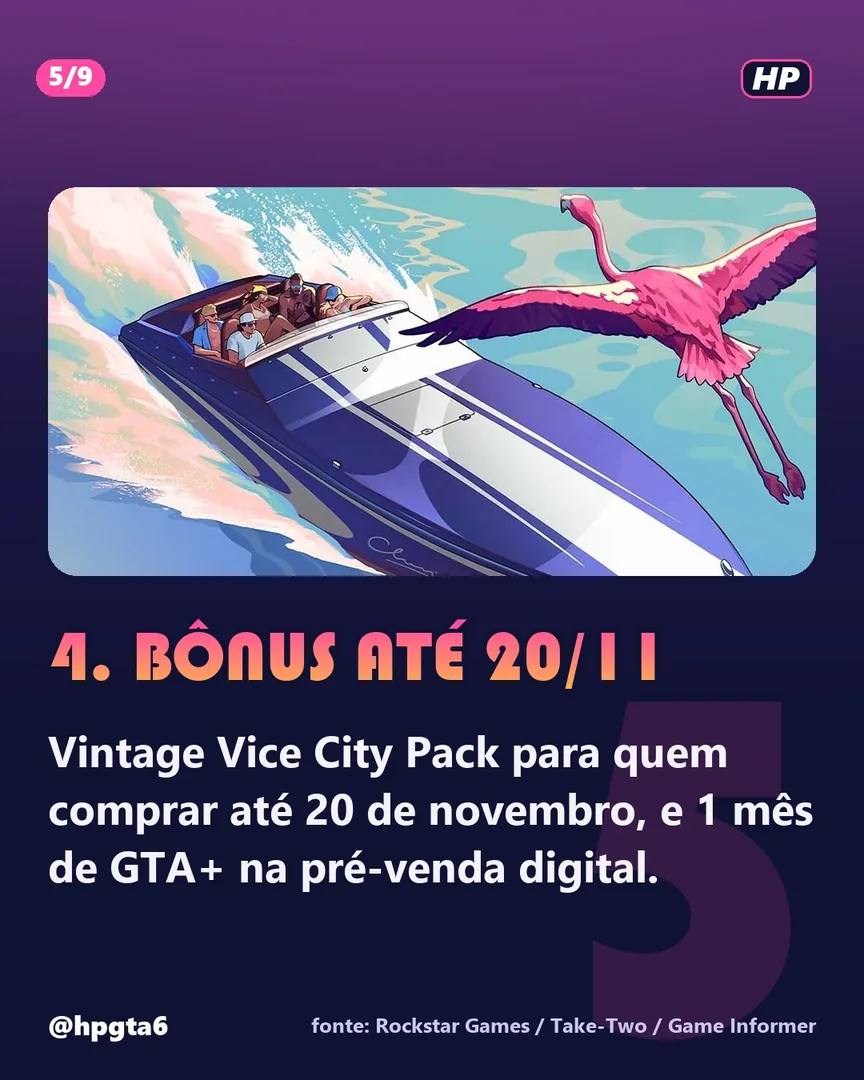 5/9
HP
4. BÔNUS ATÉ 20/11
Vintage Vice City Pack para quem
comprar até 20 de novembro, e 1 mês
de GTA+ na pré-venda digital.
5
@hpgta6
fonte: Rockstar Games / Take-Two / Game Informer